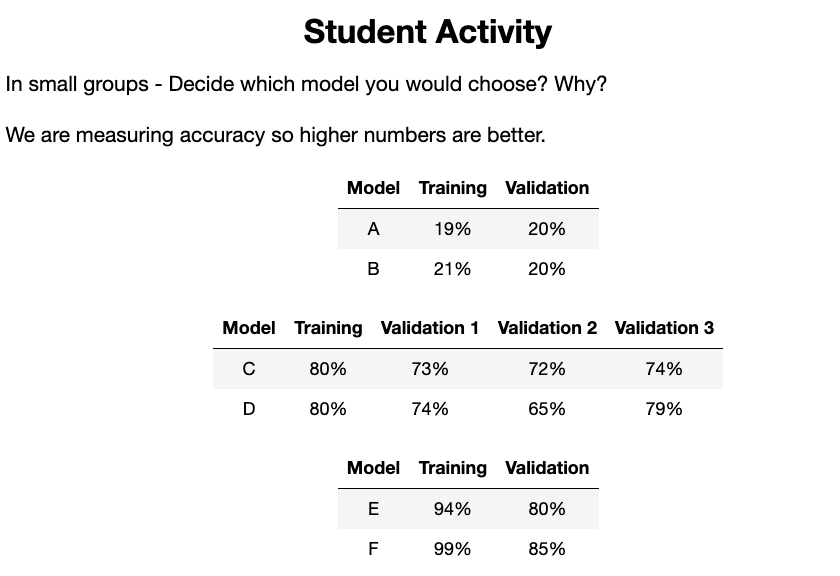 Student Activity
In small groups - Decide which model you would choose? Why?
We are measuring accuracy so higher numbers are better.
Model Training Validation
A 19% 20%
B 21% 20%
Model Training Validation 1 Validation 2 Validation 3
C 80% 73% 72% 74%
D 80% 74% 65% 79%
Model Training Validation
E 94% 80%
F 99% 85%